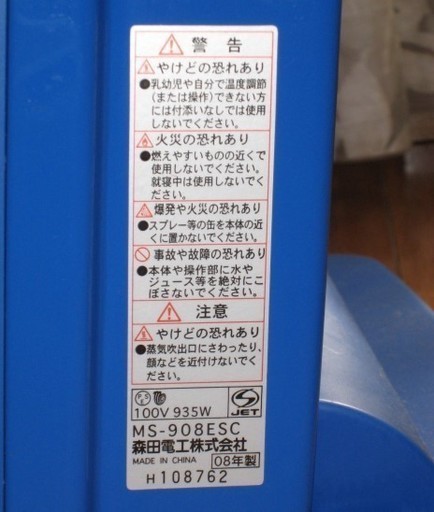 警告
やけどの恐れあり
●乳幼児や自分で温度調節
(または操作)できない方
には付添いなしでは使用
しないでください。
火災の恐れあり
●燃えやすいものの近くで
使用しないでください。
就寝中は使用しないでく
ださい。
爆発や火災の恐れあり
●スプレー等の缶を本体の近
くに置かないでください。
事故や故障の恐れあり
●本体や操作部に水や
ジュース等を絶対にこ
ぼさないでください。
注意
やけどの恐れあり
●蒸気吹出口にさわったり、
顔などを近付けないでく
ださい。
100V 935W
JET
MS-908ESC
森田電工株式会社
MADE IN CHINA 08年製
H108762